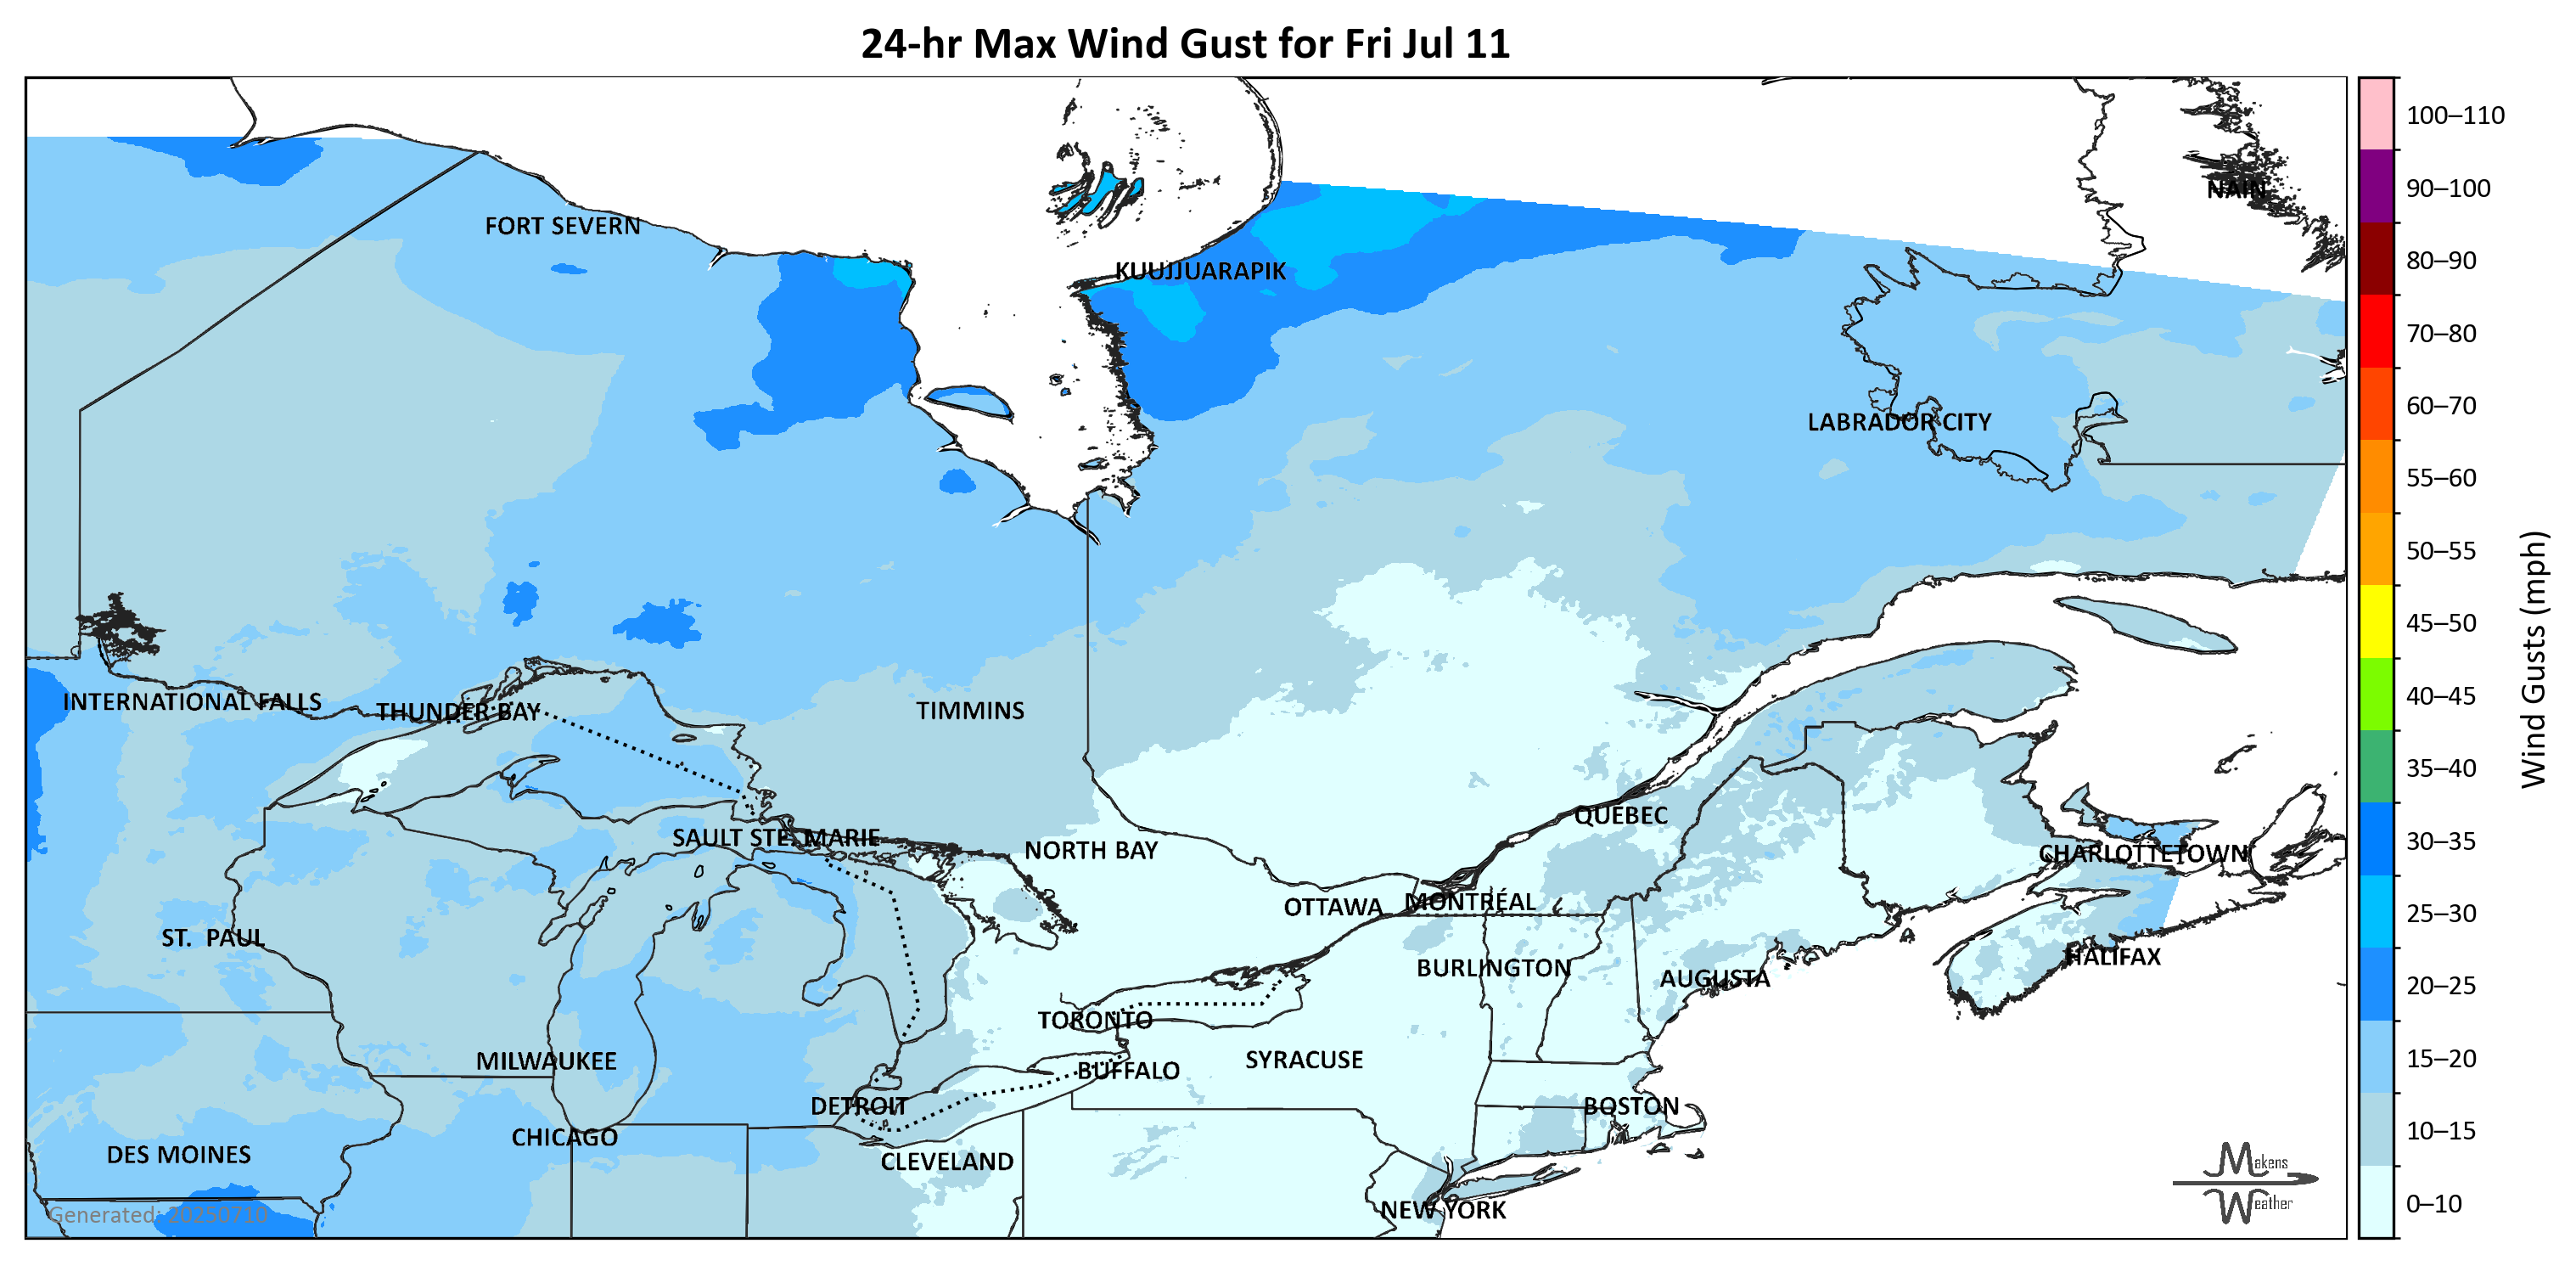 24-hr Max Wind Gust for Fri Jul 11
100–110
90–100
NAIN
FORT SEVERN
80–90
KUUJJUARAPIK
70–80
60–70
LABRADOR CITY
55–60
50–55
45–50
40–45
INTERNATIONAL FALLS
THUNDER BAY
TIMMINS
Wind Gusts (mph)
35–40
QUEBEC
30–35
SAULT STE. MARIE
NORTH BAY
CHARLOTTETOWN
MONTRÉAL
OTTAWA
25–30
ST. PAUL
HALIFAX
BURLINGTON
AUGUSTA
20–25
TORONTO
MILWAUKEE
SYRACUSE
15–20
BUFFALO
DETROIT
BOSTON
10–15
CHICAGO
DES MOINES
CLEVELAND
Makens
Weather
0–10
NEW YORK
Generated: 20250710